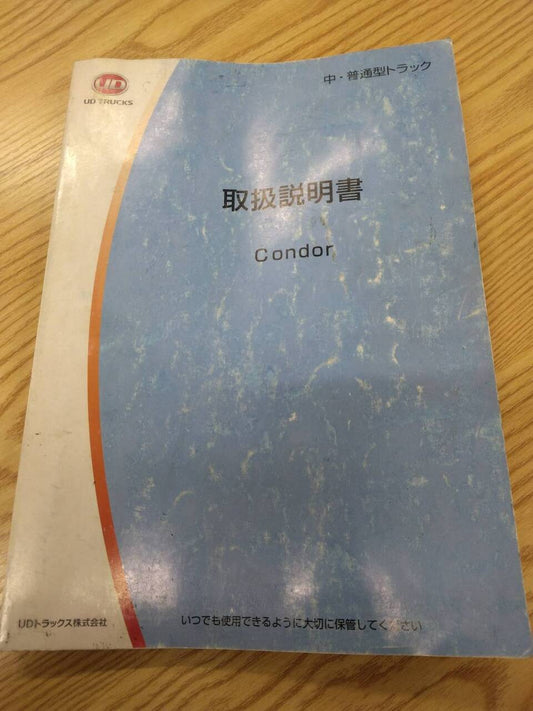 UD
UD TRUCKS
中・普通型トラック
取扱説明書
Condor
UDトラックス株式会社
いつでも使用できるように大切に保管してください